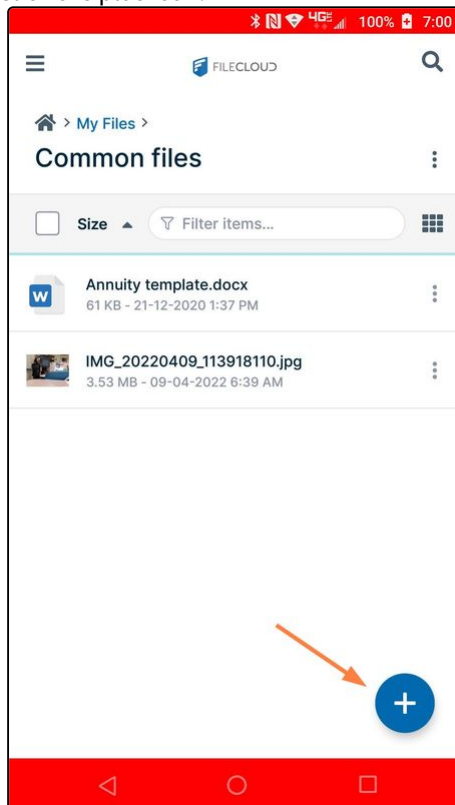 4GE 100% 7:00
FILECLOUD
> My Files >
Common files
Size Filter items...
W Annuity template.docx
61 KB - 21-12-2020 1:37 PM
IMG_20220409_113918110.jpg
3.53 MB - 09-04-2022 6:39 AM
+